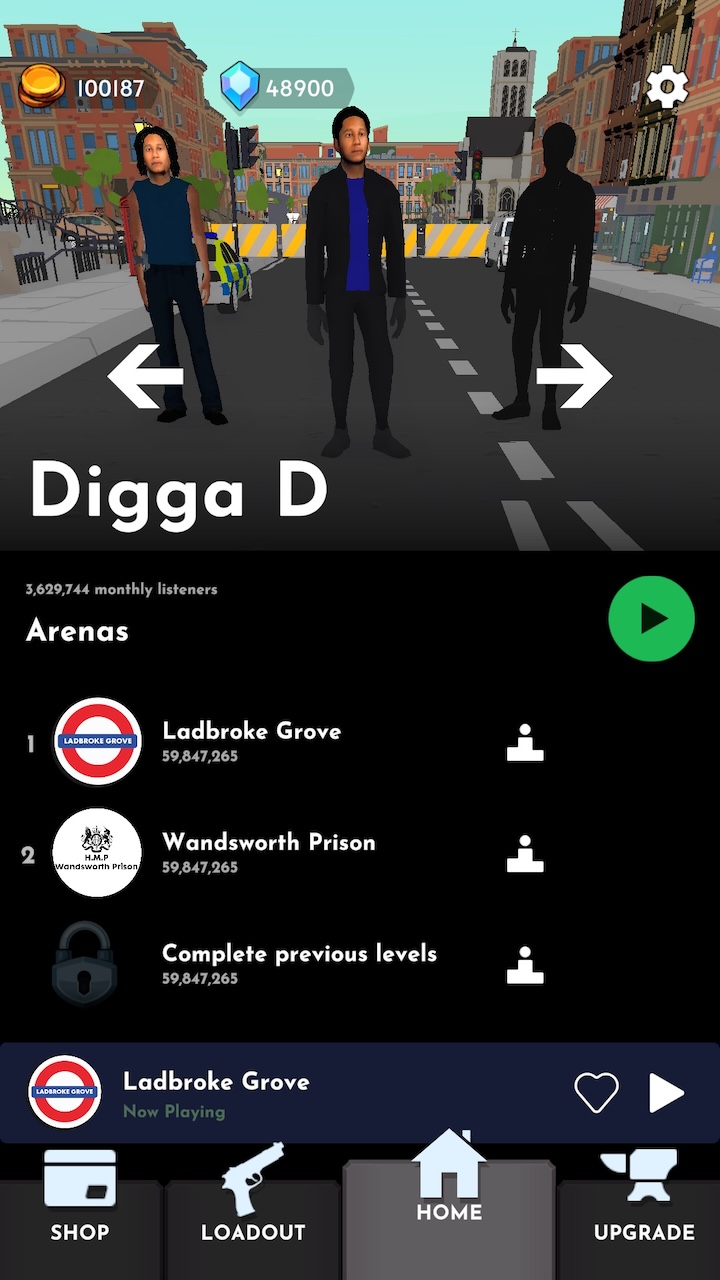 100187
48900
Digga D
3,629,744 monthly listeners
Arenas
1
LADBROKE GROVE
Ladbroke Grove
59,847,265
2
H.M.P
Wandsworth Prison
Wandsworth Prison
59,847,265
Complete previous levels
59,847,265
LADBROKE GROVE
Ladbroke Grove
Now Playing
SHOP
LOADOUT
HOME
UPGRADE